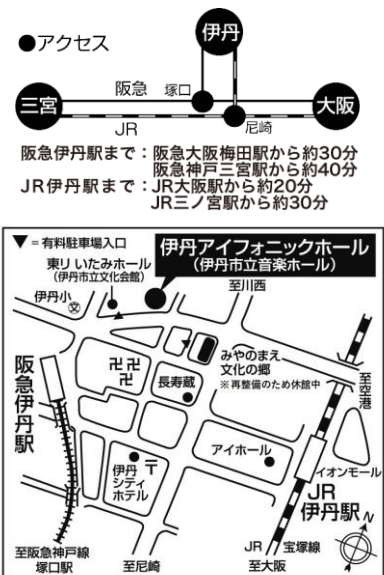 ●アクセス
伊丹
阪急
塚口
三宮
大阪
JR
尼崎
阪急伊丹駅まで：阪急大阪梅田駅から約30分
阪急神戸三宮駅から約40分
JR伊丹駅まで：JR大阪駅から約20分
JR三ノ宮駅から約30分
▼=有料駐車場入口
伊丹アイフォニックホール
(伊丹市立音楽ホール)
東リ いたみホール
(伊丹市立文化会館)
至川西
伊丹小
文
みやのまえ
文化の郷
※再整備のため休館中
卍卍
卍
長寿蔵
至空港
阪急伊丹駅
アイホール
伊丹
シティ
ホテル
〒
イオンモール
JR
伊丹駅
N
至阪急神戸線
塚口駅
至尼崎
JR 宝塚線
至大阪